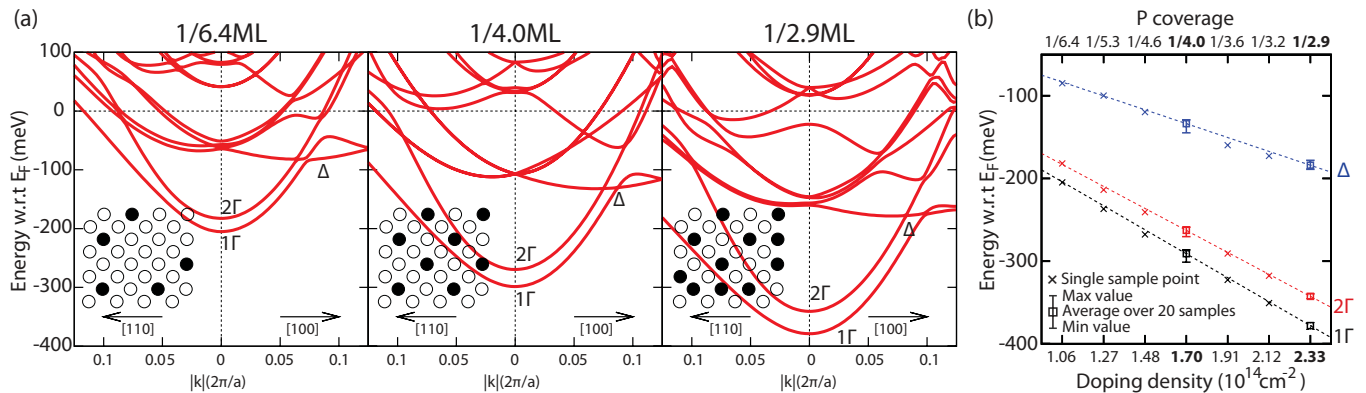 (a)
1/6.4ML
1/4.0ML
1/2.9ML
Energy w.r.t E_F (meV)
100
0
-100
-200
-300
-400
Δ
2Γ
1Γ
[110]
[100]
0.1
0.05
0
0.05
0.1
|k|(2π/a)
Δ
2Γ
1Γ
[110]
[100]
0.1
0.05
0
0.05
0.1
|k|(2π/a)
Δ
2Γ
1Γ
[110]
[100]
0.1
0.05
0
0.05
0.1
|k|(2π/a)
(b)
P coverage
1/6.4 1/5.3 1/4.6 1/4.0 1/3.6 1/3.2 1/2.9
Energy w.r.t E_F (meV)
-100
-200
-300
-400
Δ
2Γ
1Γ
Single sample point
Max value
Average over 20 samples
Min value
1.06 1.27 1.48 1.70 1.91 2.12 2.33
Doping density (10^14 cm^-2)